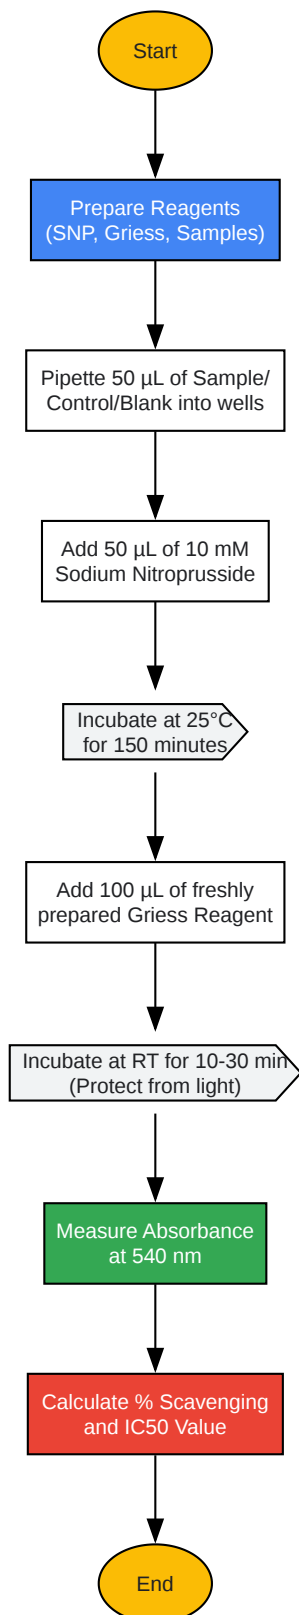 Start
Prepare Reagents
(SNP, Griess, Samples)
Pipette 50 µL of Sample/
Control/Blank into wells
Add 50 µL of 10 mM
Sodium Nitroprusside
Incubate at 25°C
for 150 minutes
Add 100 µL of freshly
prepared Griess Reagent
Incubate at RT for 10-30 min
(Protect from light)
Measure Absorbance
at 540 nm
Calculate % Scavenging
and IC50 Value
End